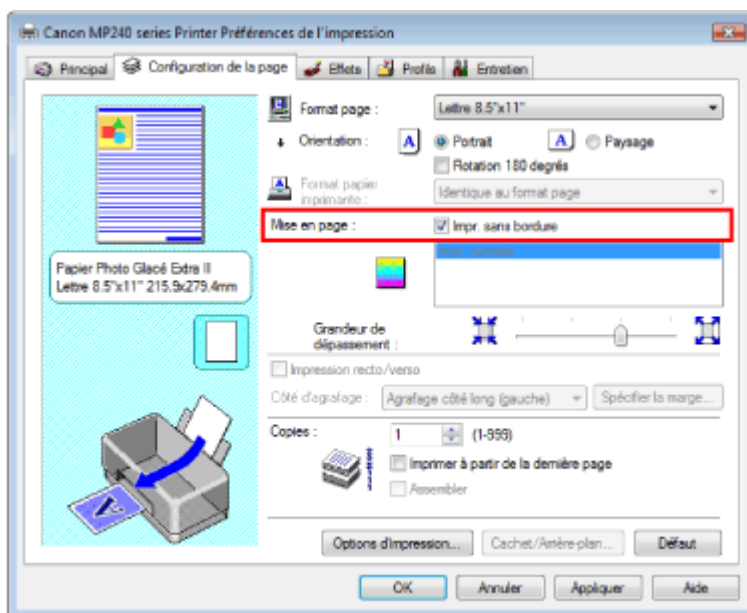 Canon MP240 series Printer Préférences de l'impression
Principal Configuration de la page Effets Profils Entretien
Format page : Lettre 8.5"x11"
Orientation : A Portrait A Paysage
Rotation 180 degrés
Format papier
imprimante :
Identique au format page
Mise en page : Impr. sans bordure
Impr. normale
Papier Photo Glacé Extra II
Lettre 8.5"x11" 215.9x279.4mm
Grandeur de
dépassement :
Impression recto/verso
Côté d'agrafage : Agrafage côté long (gauche) Spécifier la marge...
Copies : 1 (1-999)
Imprimer à partir de la dernière page
Assembler
Options d'impression... Cachet/Arrière-plan... Défaut
OK Annuler Appliquer Aide